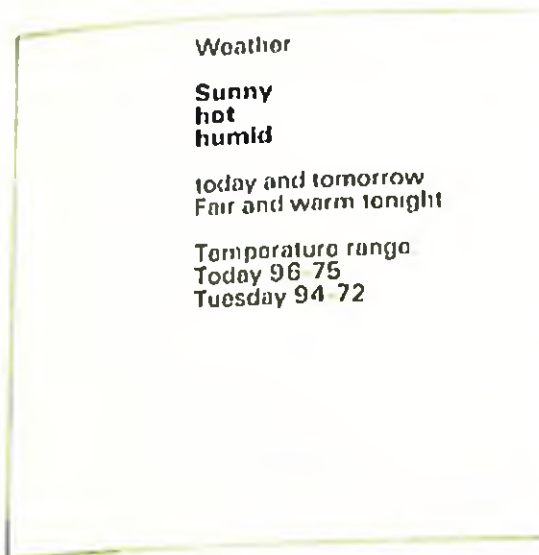 Weather
Sunny
hot
humid
today and tomorrow
Fair and warm tonight
Temperature range
Today 96-75
Tuesday 94-72